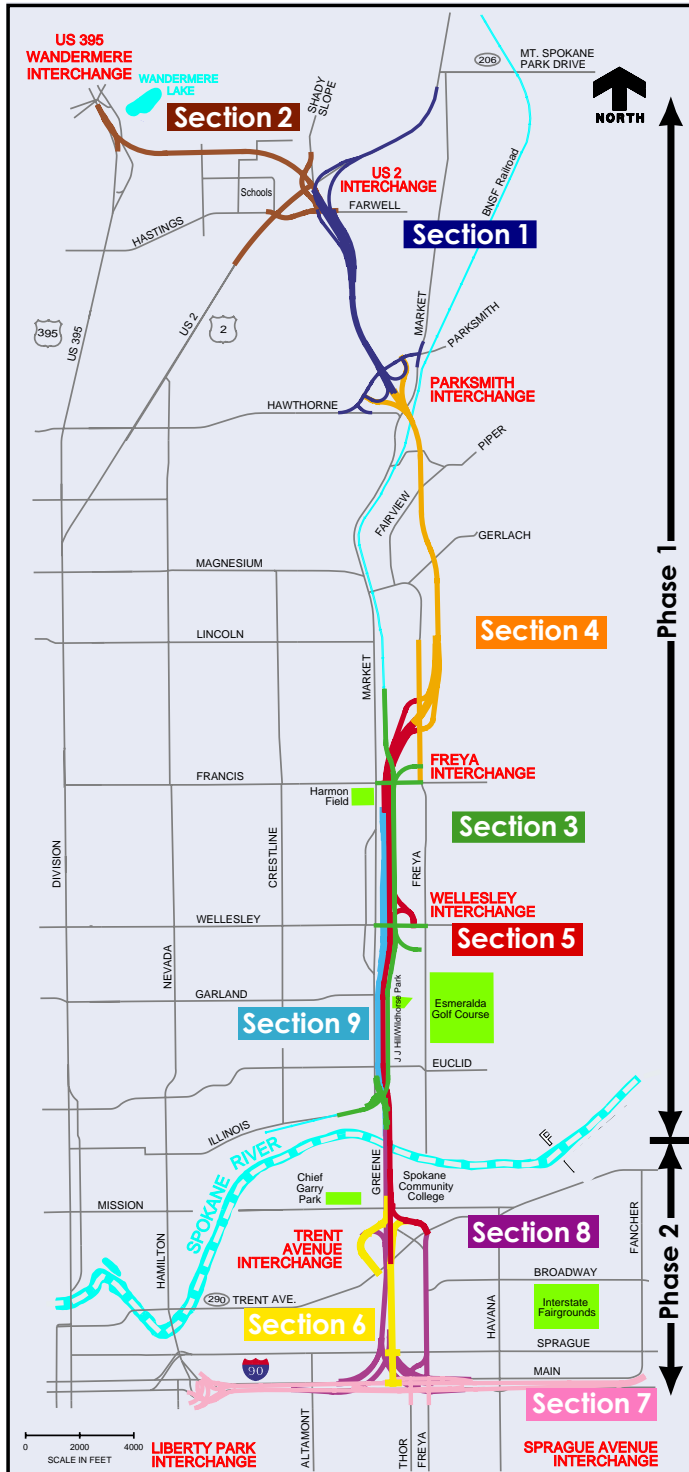 US 395
WANDERMERE
INTERCHANGE
WANDERMERE
LAKE
Section 2
SHADY
SLOPE
206
MT. SPOKANE
PARK DRIVE
NORTH
US 2
INTERCHANGE
Schools
FARWELL
HASTINGS
BNSF Railroad
Section 1
395
US 395
US 2
2
MARKET
PARKSMITH
PARKSMITH
INTERCHANGE
HAWTHORNE
PIPER
FAIRVIEW
GERLACH
MAGNESIUM
Phase 1
LINCOLN
Section 4
MARKET
FREYA
INTERCHANGE
FRANCIS
Harmon
Field
Section 3
DIVISION
CRESTLINE
FREYA
WELLESLEY
INTERCHANGE
WELLESLEY
Section 5
NEVADA
GARLAND
J J Hill/Wildhorse Park
Esmeralda
Golf Course
Section 9
EUCLID
ILLINOIS
SPOKANE RIVER
GREENE
Chief
Garry
Park
Spokane
Community
College
MISSION
HAMILTON
TRENT
AVENUE
INTERCHANGE
Section 8
FANCHER
Phase 2
BROADWAY
290
TRENT AVE.
HAVANA
Interstate
Fairgrounds
Section 6
SPRAGUE
90
MAIN
Section 7
0
2000
4000
SCALE IN FEET
LIBERTY PARK
INTERCHANGE
ALTAMONT
THOR
FREYA
SPRAGUE AVENUE
INTERCHANGE